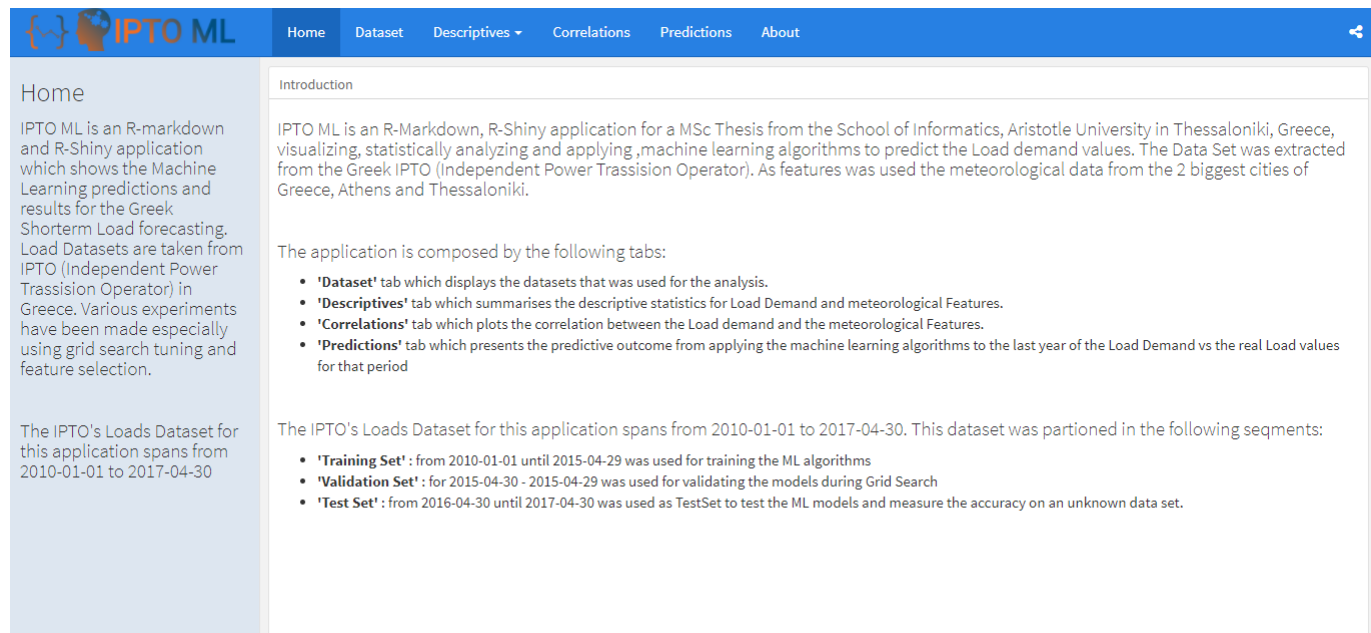 {~} IPTO ML
Home Dataset Descriptives Correlations Predictions About
Home
IPTO ML is an R-markdown
and R-Shiny application
which shows the Machine
Learning predictions and
results for the Greek
Shorterm Load forecasting.
Load Datasets are taken from
IPTO (Independent Power
Trassision Operator) in
Greece. Various experiments
have been made especially
using grid search tuning and
feature selection.
The IPTO's Loads Dataset for
this application spans from
2010-01-01 to 2017-04-30
Introduction
IPTO ML is an R-Markdown, R-Shiny application for a MSc Thesis from the School of Informatics, Aristotle University in Thessaloniki, Greece,
visualizing, statistically analyzing and applying ,machine learning algorithms to predict the Load demand values. The Data Set was extracted
from the Greek IPTO (Independent Power Trassision Operator). As features was used the meteorological data from the 2 biggest cities of
Greece, Athens and Thessaloniki.
The application is composed by the following tabs:
• 'Dataset' tab which displays the datasets that was used for the analysis.
• 'Descriptives' tab which summarises the descriptive statistics for Load Demand and meteorological Features.
• 'Correlations' tab which plots the correlation between the Load demand and the meteorological Features.
• 'Predictions' tab which presents the predictive outcome from applying the machine learning algorithms to the last year of the Load Demand vs the real Load values
for that period
The IPTO's Loads Dataset for this application spans from 2010-01-01 to 2017-04-30. This dataset was partioned in the following seqments:
• 'Training Set' : from 2010-01-01 until 2015-04-29 was used for training the ML algorithms
• 'Validation Set' : for 2015-04-30 - 2015-04-29 was used for validating the models during Grid Search
• 'Test Set' : from 2016-04-30 until 2017-04-30 was used as TestSet to test the ML models and measure the accuracy on an unknown data set.